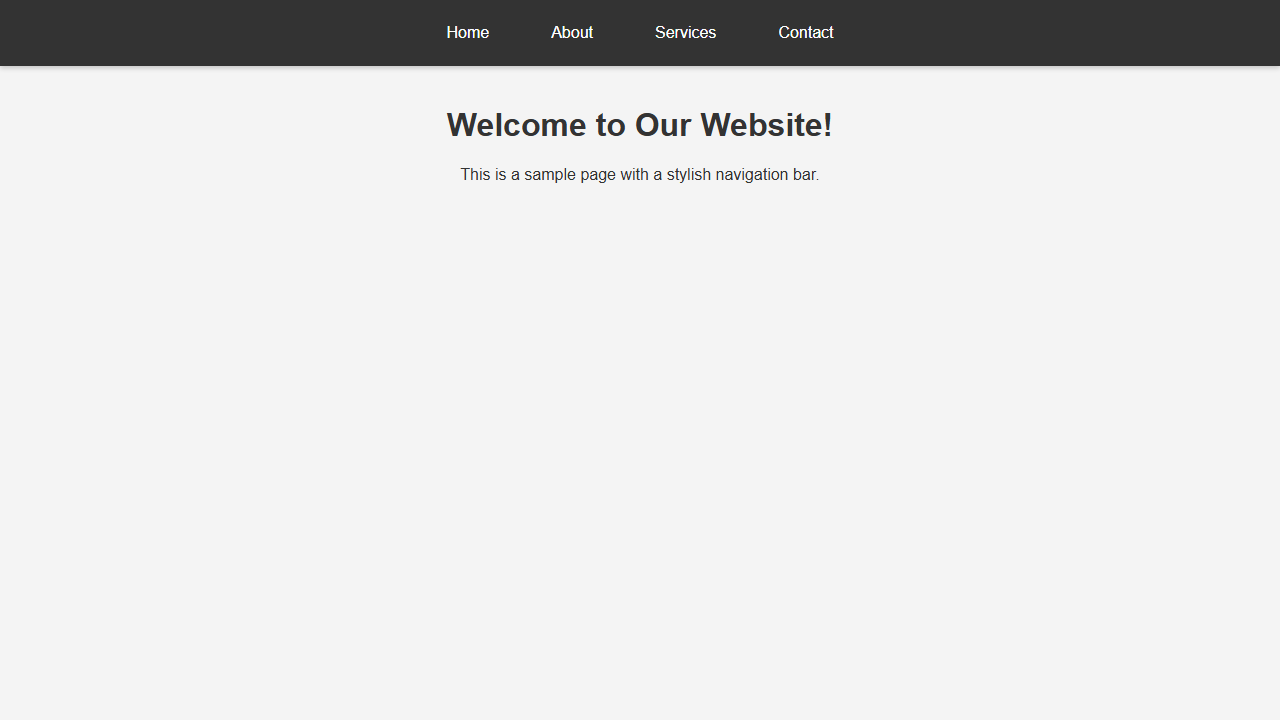 Home About Services Contact
Welcome to Our Website!
This is a sample page with a stylish navigation bar.